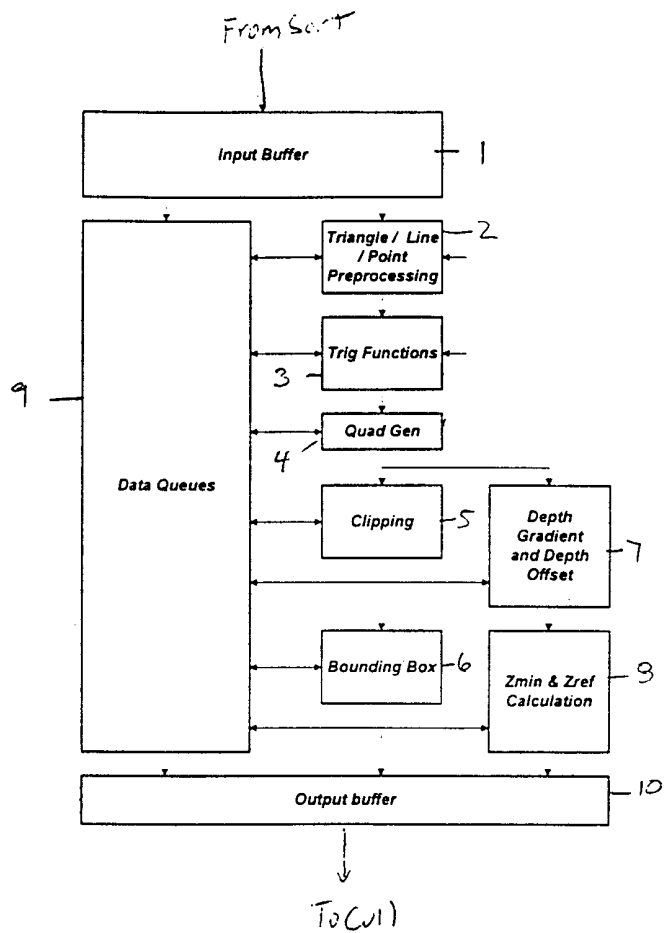 From Sort
Input Buffer
1
Triangle / Line
/ Point
Preprocessing
2
Trig Functions
3
9
Quad Gen
4
Data Queues
Clipping
5
Depth
Gradient
and Depth
Offset
7
Bounding Box
6
Zmin & Zref
Calculation
8
Output buffer
10
To Cull